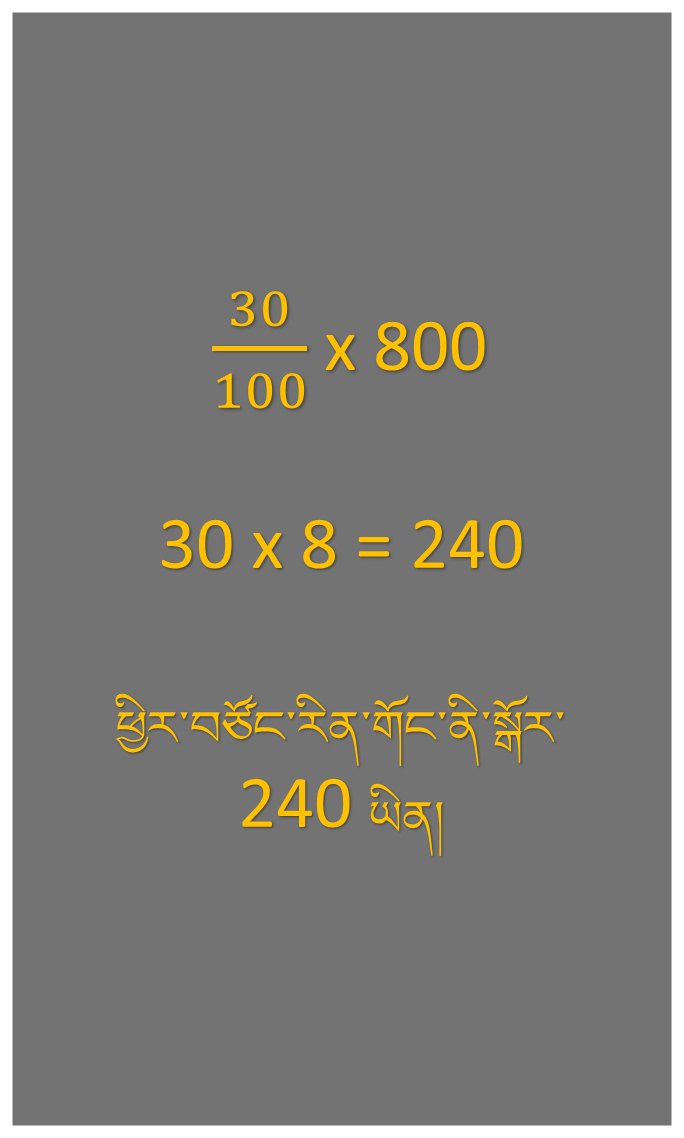 30/100 x 800
30 x 8 = 240
ཕྱིར་བཙོང་རིན་གོང་ནི་སྒོར་
240 ཡིན།